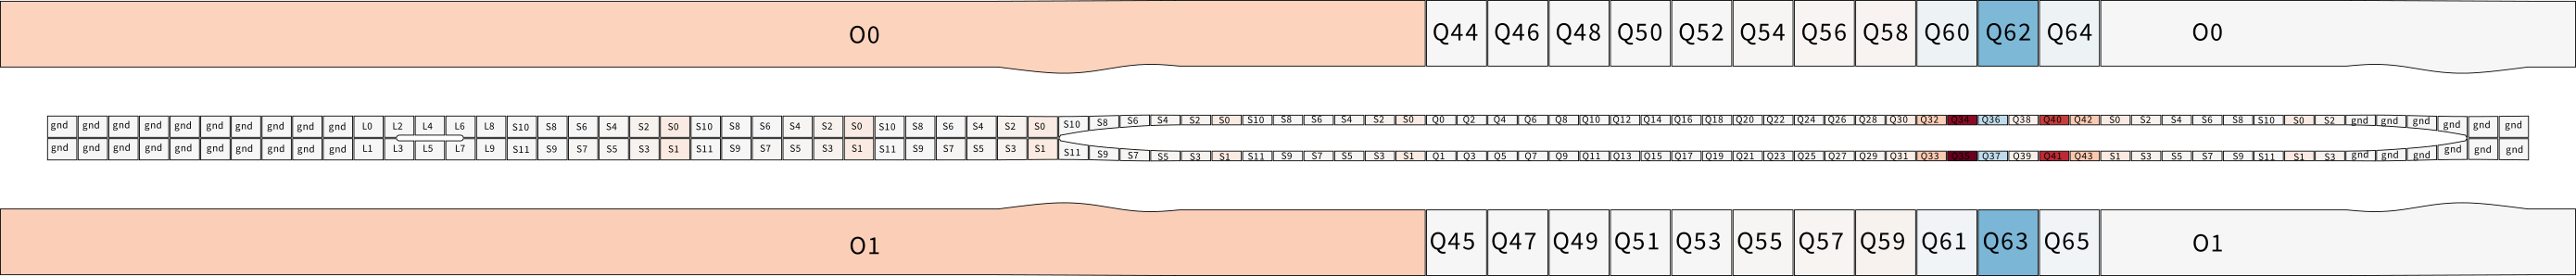 O0 Q44 Q46 Q48 Q50 Q52 Q54 Q56 Q58 Q60 Q62 Q64 O0
gnd gnd gnd gnd gnd gnd gnd gnd gnd gnd L0 L2 L4 L6 L8 S10 S8 S6 S4 S2 S0 S10 S8 S6 S4 S2 S0 S10 S8 S6 S4 S2 S0 S10 S8 S6 S4 S2 S0 S10 S8 S6 S4 S2 S0 Q0 Q2 Q4 Q6 Q8 Q10 Q12 Q14 Q16 Q18 Q20 Q22 Q24 Q26 Q28 Q30 Q32 Q34 Q36 Q38 Q40 Q42 S0 S2 S4 S6 S8 S10 S0 S2 gnd gnd gnd gnd gnd gnd
gnd gnd gnd gnd gnd gnd gnd gnd gnd gnd L1 L3 L5 L7 L9 S11 S9 S7 S5 S3 S1 S11 S9 S7 S5 S3 S1 S11 S9 S7 S5 S3 S1 S11 S9 S7 S5 S3 S1 S11 S9 S7 S5 S3 S1 Q1 Q3 Q5 Q7 Q9 Q11 Q13 Q15 Q17 Q19 Q21 Q23 Q25 Q27 Q29 Q31 Q33 Q35 Q37 Q39 Q41 Q43 S1 S3 S5 S7 S9 S11 S1 S3 gnd gnd gnd gnd gnd gnd
O1 Q45 Q47 Q49 Q51 Q53 Q55 Q57 Q59 Q61 Q63 Q65 O1